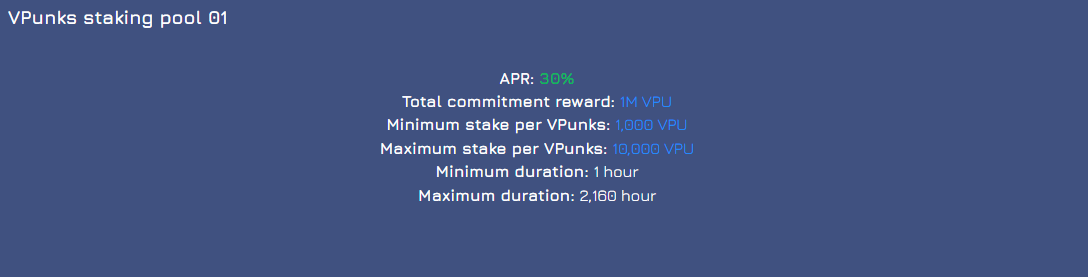 VPunks staking pool 01
APR: 30%
Total commitment reward: 1M VPU
Minimum stake per VPunks: 1,000 VPU
Maximum stake per VPunks: 10,000 VPU
Minimum duration: 1 hour
Maximum duration: 2,160 hour